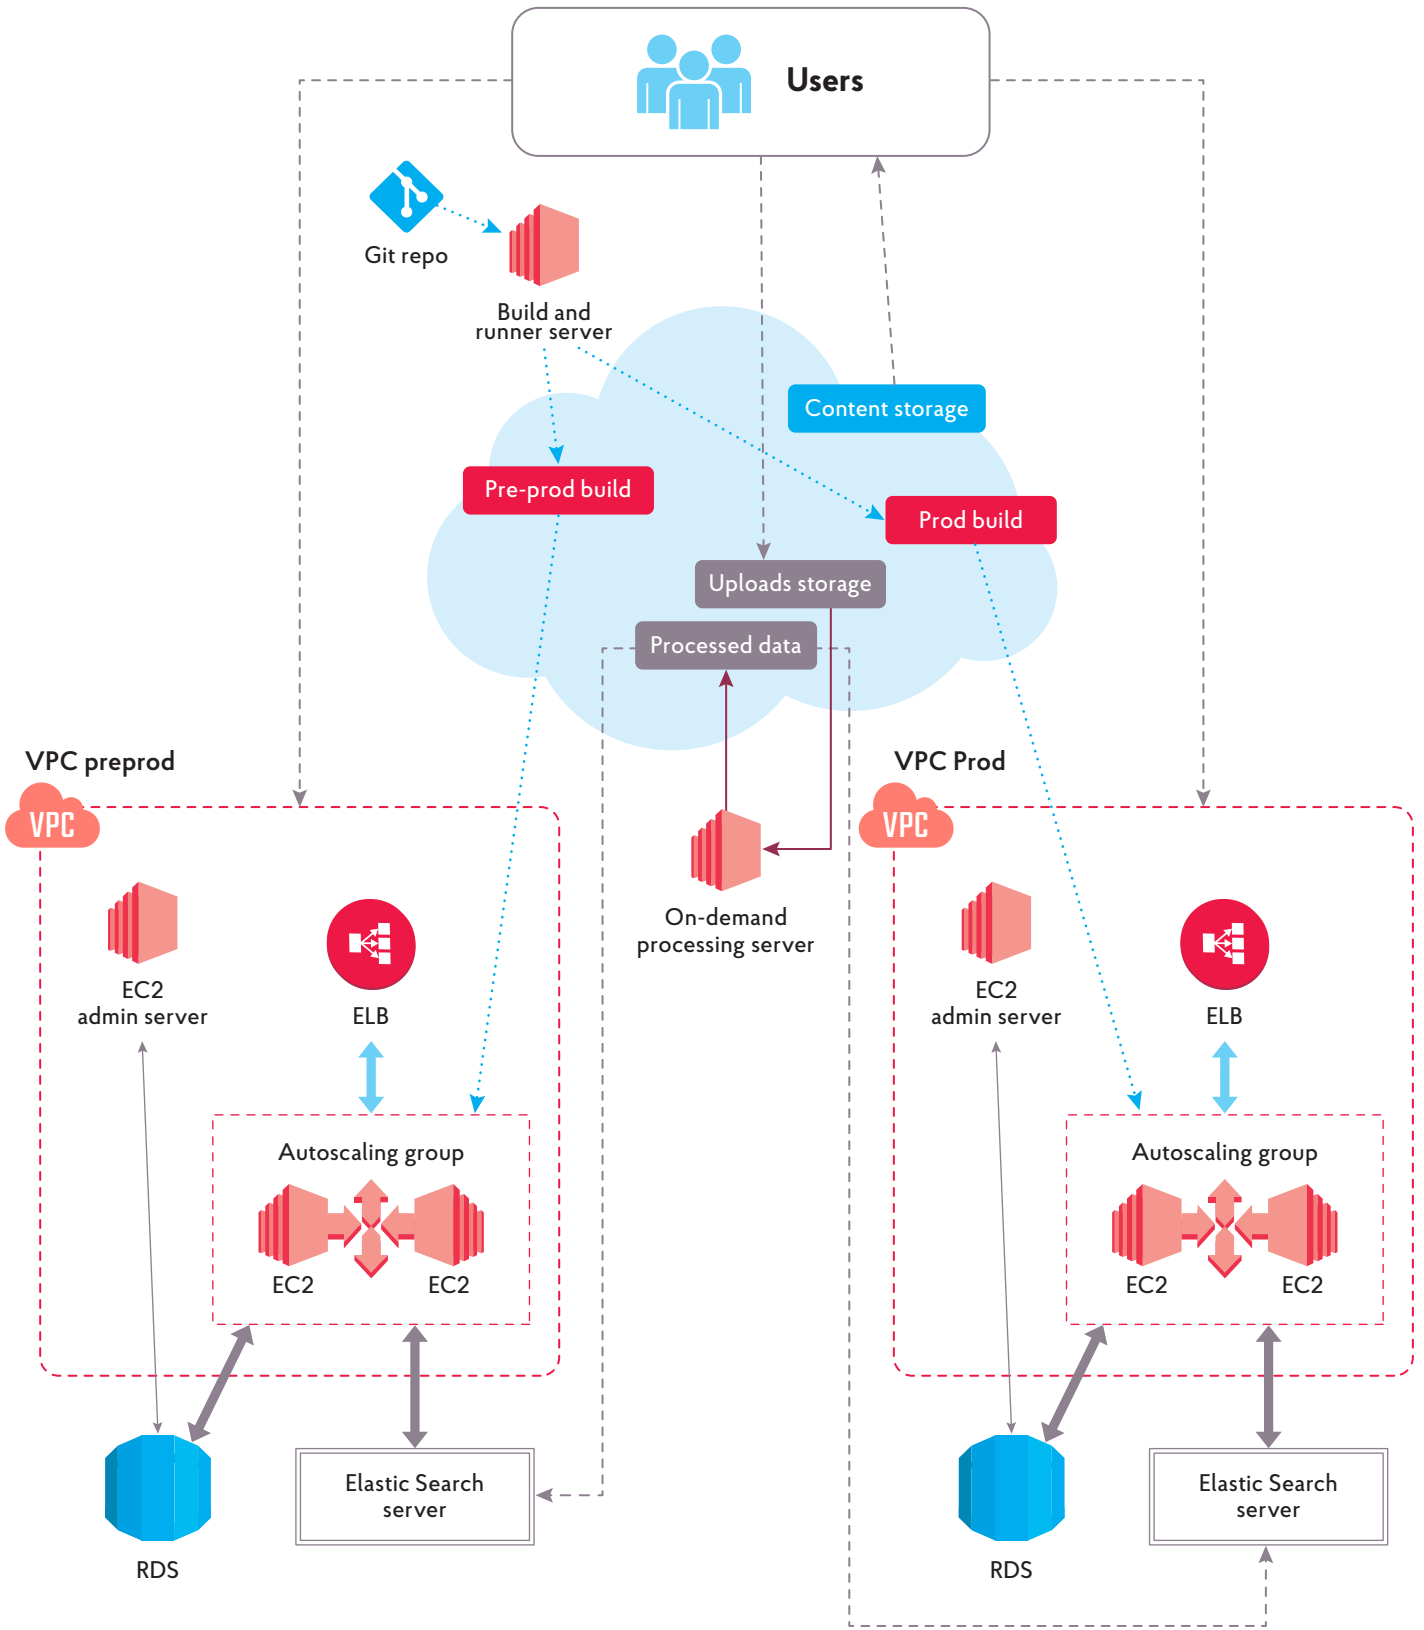 Users
Git repo
Build and
runner server
Content storage
Pre-prod build
Prod build
Uploads storage
Processed data
VPC preprod
VPC
VPC Prod
VPC
On-demand
processing server
EC2
admin server
ELB
EC2
admin server
ELB
Autoscaling group
EC2
EC2
Autoscaling group
EC2
EC2
Elastic Search
server
RDS
Elastic Search
server
RDS